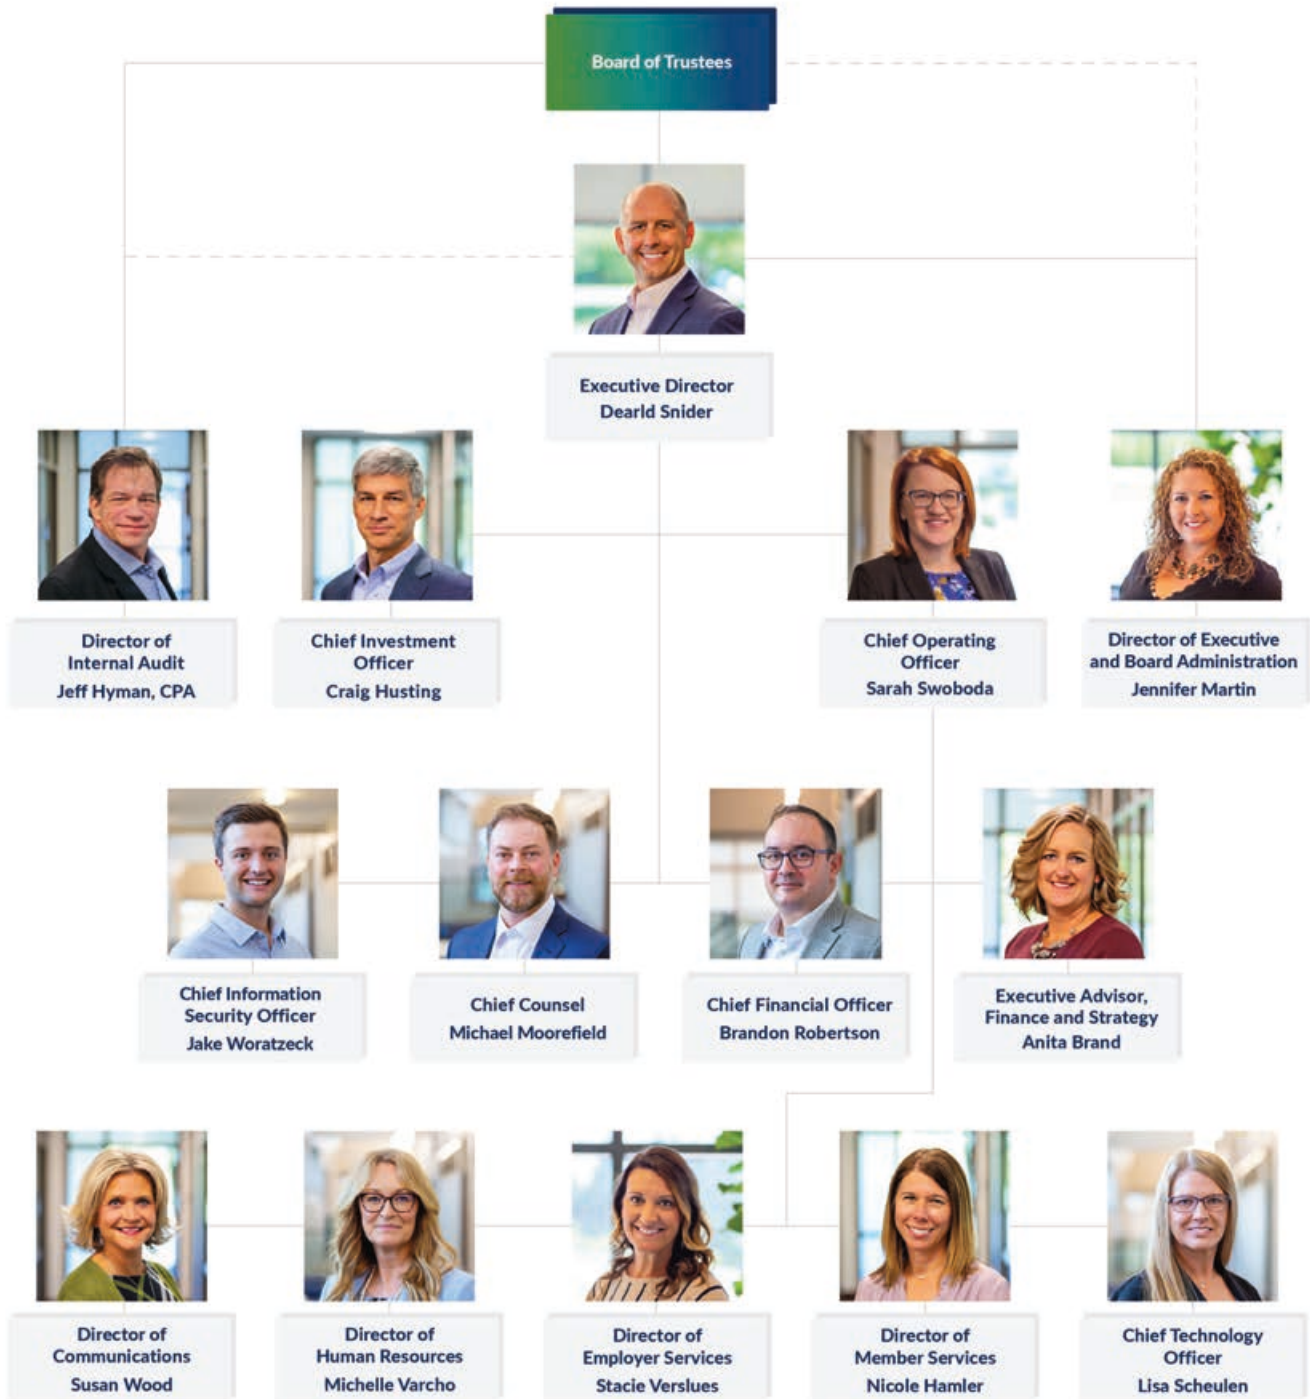 Board of Trustees
Executive Director
Dearld Snider
Director of
Internal Audit
Jeff Hyman, CPA
Chief Investment
Officer
Craig Husting
Chief Operating
Officer
Sarah Swoboda
Director of Executive
and Board Administration
Jennifer Martin
Chief Information
Security Officer
Jake Woratzeck
Chief Counsel
Michael Moorefield
Chief Financial Officer
Brandon Robertson
Executive Advisor,
Finance and Strategy
Anita Brand
Director of
Communications
Susan Wood
Director of
Human Resources
Michelle Varcho
Director of
Employer Services
Stacie Verslues
Director of
Member Services
Nicole Hamler
Chief Technology
Officer
Lisa Scheulen